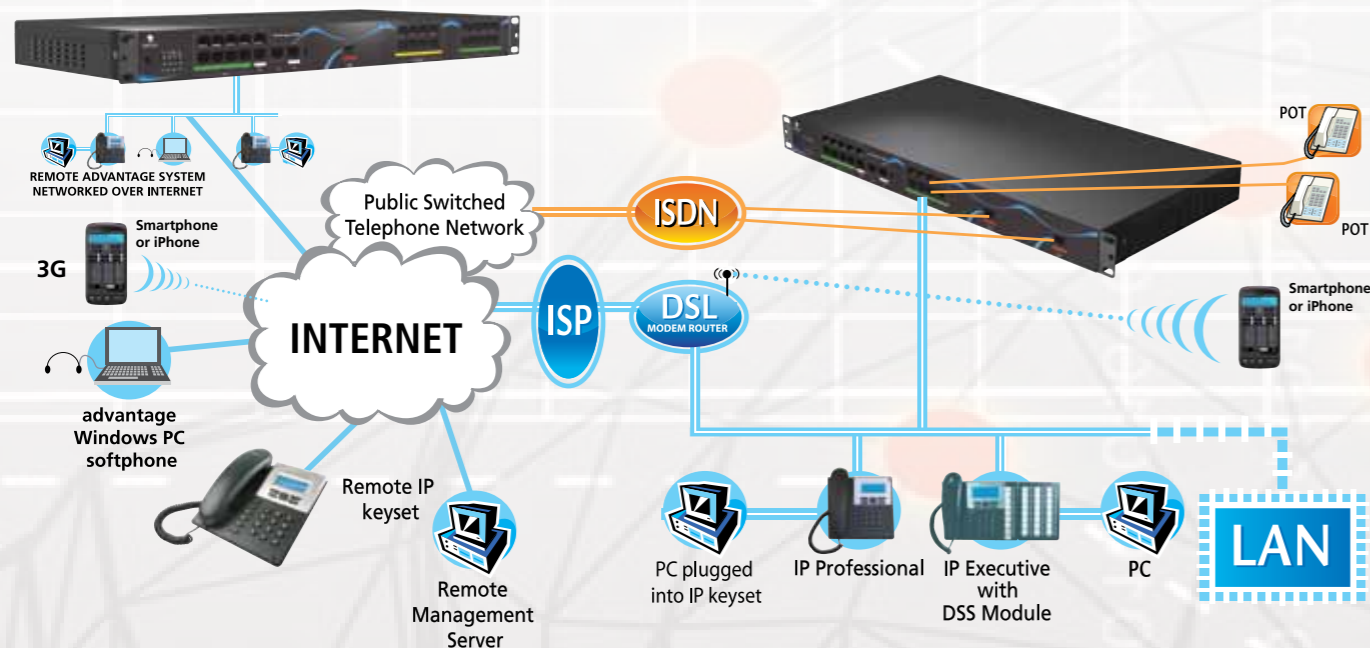 REMOTE ADVANTAGE SYSTEM
NETWORKED OVER INTERNET
POT
POT
Public Switched
Telephone Network
ISDN
Smartphone
or iPhone
3G
INTERNET
ISP
DSL
MODEM ROUTER
Smartphone
or iPhone
advantage
Windows PC
softphone
Remote IP
keyset
Remote
Management
Server
PC plugged
into IP keyset
IP Professional
IP Executive
with
DSS Module
PC
LAN